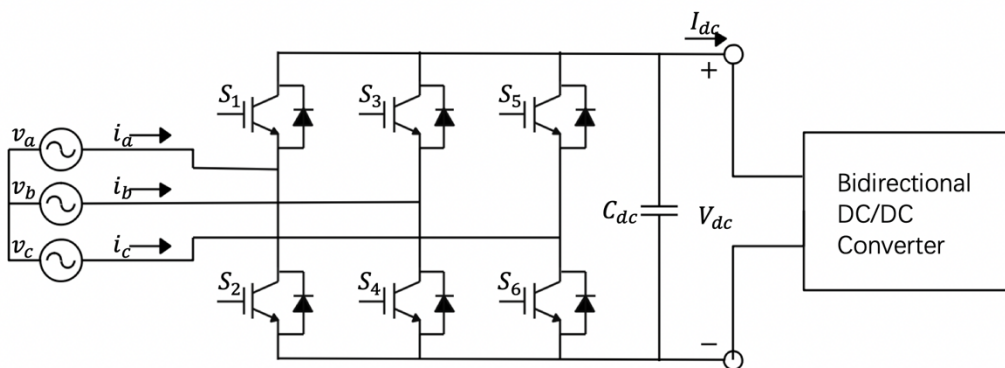 I_dc
+
S_1
S_3
S_5
v_a
i_a
v_b
i_b
C_dc
V_dc
Bidirectional
DC/DC
Converter
v_c
i_c
S_2
S_4
S_6
−